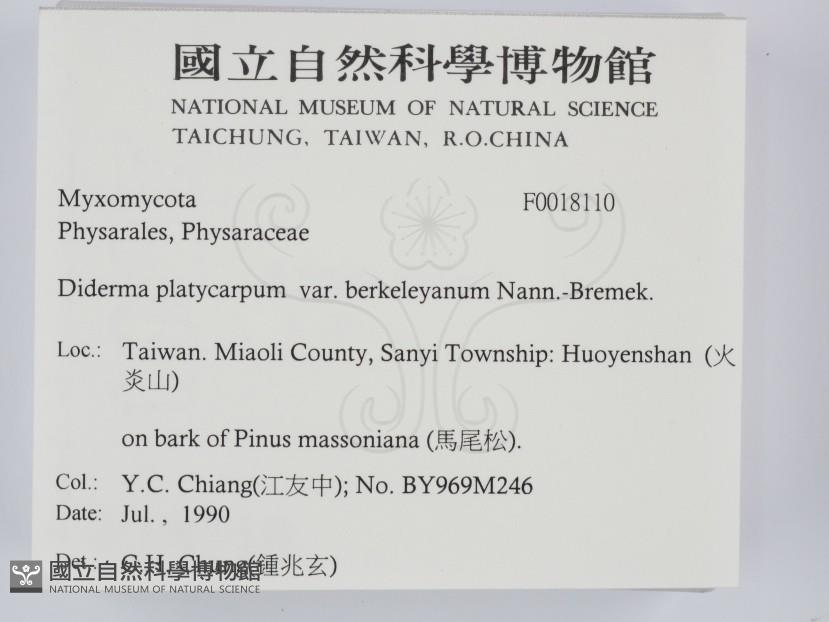 國立自然科學博物館
NATIONAL MUSEUM OF NATURAL SCIENCE
TAICHUNG, TAIWAN, R.O.CHINA
Myxomycota F0018110
Physarales, Physaraceae
Diderma platycarpum var. berkeleyanum Nann.-Bremek.
Loc.: Taiwan. Miaoli County, Sanyi Township: Huoyenshan (火
炎山)
on bark of Pinus massoniana (馬尾松).
Col.: Y.C. Chiang(江友中); No. BY969M246
Date: Jul. , 1990
Det.: C.H. Chung(鍾兆玄)
國立自然科學博物館
NATIONAL MUSEUM OF NATURAL SCIENCE